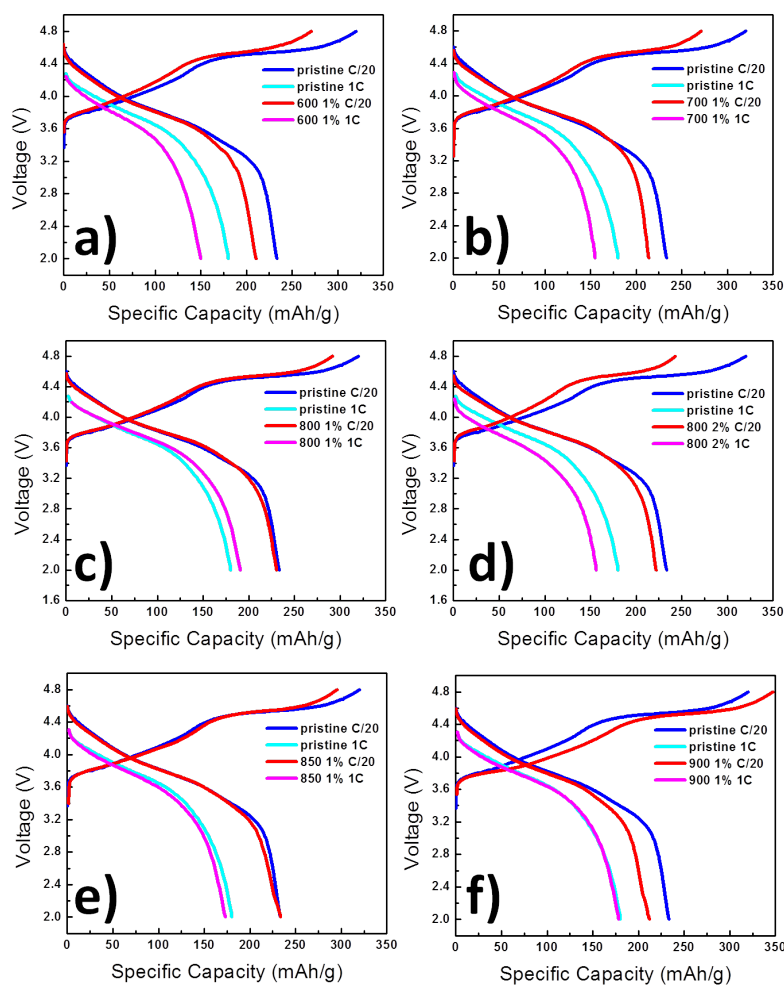 4.8
4.4
4.0
3.6
3.2
2.8
2.4
2.0
Voltage (V)
pristine C/20
pristine 1C
600 1% C/20
600 1% 1C
a)
0 50 100 150 200 250 300 350
Specific Capacity (mAh/g)
4.8
4.4
4.0
3.6
3.2
2.8
2.4
2.0
Voltage (V)
pristine C/20
pristine 1C
700 1% C/20
700 1% 1C
b)
0 50 100 150 200 250 300 350
Specific Capacity (mAh/g)
4.8
4.4
4.0
3.6
3.2
2.8
2.4
2.0
1.6
Voltage (V)
pristine C/20
pristine 1C
800 1% C/20
800 1% 1C
c)
0 50 100 150 200 250 300 350
Specific Capacity (mAh/g)
4.8
4.4
4.0
3.6
3.2
2.8
2.4
2.0
1.6
Voltage (V)
pristine C/20
pristine 1C
800 2% C/20
800 2% 1C
d)
0 50 100 150 200 250 300 350
Specific Capacity (mAh/g)
4.8
4.4
4.0
3.6
3.2
2.8
2.4
2.0
Voltage (V)
pristine C/20
pristine 1C
850 1% C/20
850 1% 1C
e)
0 50 100 150 200 250 300 350
Specific Capacity (mAh/g)
4.8
4.4
4.0
3.6
3.2
2.8
2.4
2.0
Voltage (V)
pristine C/20
pristine 1C
900 1% C/20
900 1% 1C
f)
0 50 100 150 200 250 300 350
Specific Capacity (mAh/g)